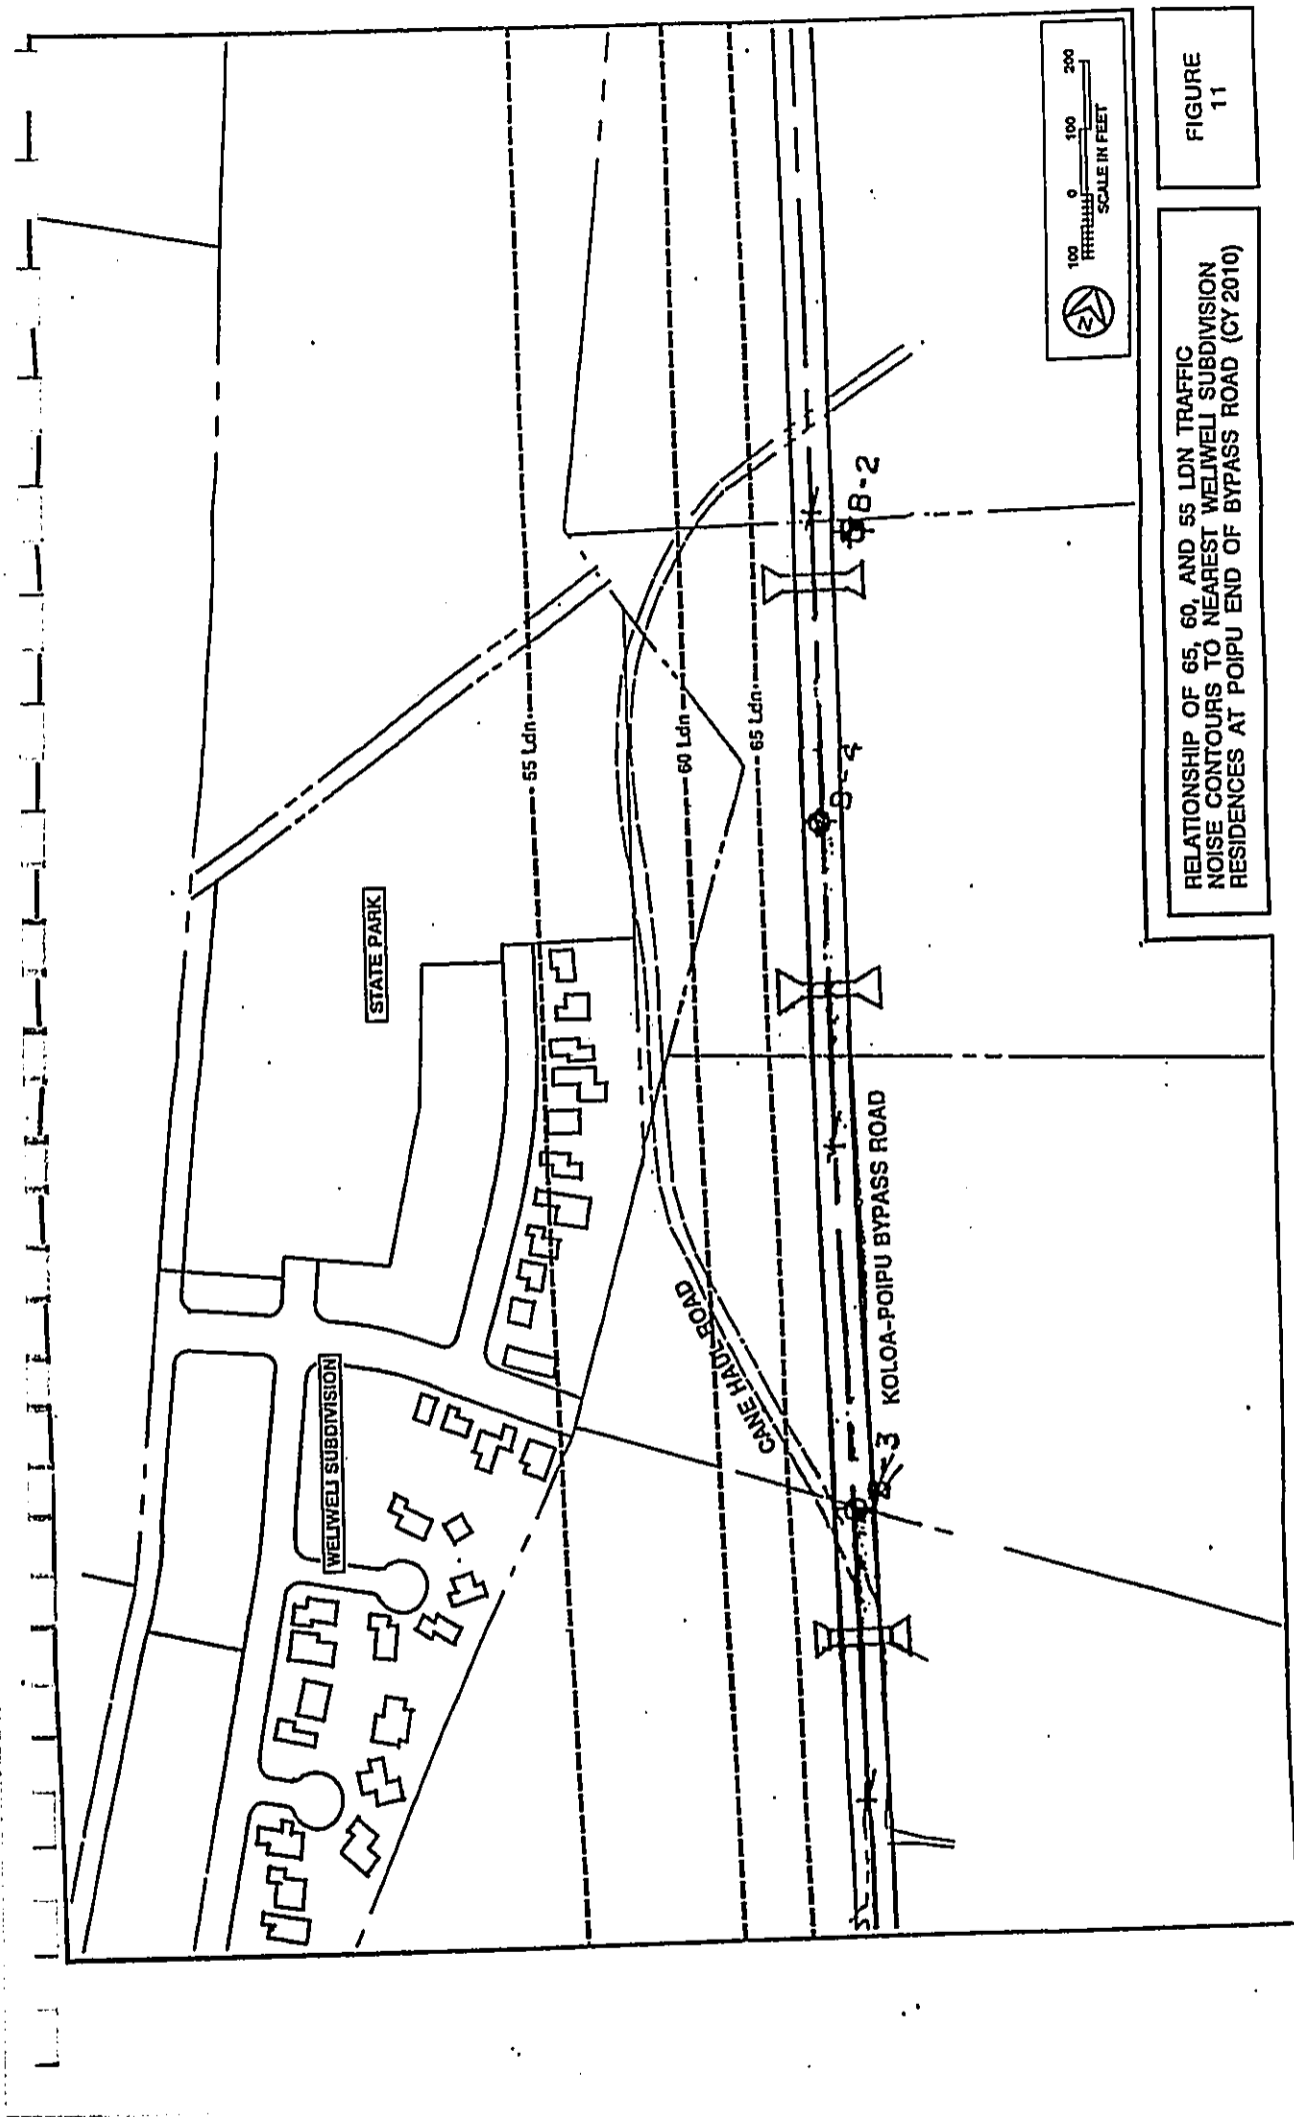 STATE PARK
WELIWELI SUBDIVISION
55 Ldn
60 Ldn
65 Ldn
CANE HAUL ROAD
KOLOA-POIPU BYPASS ROAD
B-2
B-4
B-3
100 0 100 200
SCALE IN FEET
N
RELATIONSHIP OF 65, 60, AND 55 LDN TRAFFIC
NOISE CONTOURS TO NEAREST WELIWELI SUBDIVISION
RESIDENCES AT POIPU END OF BYPASS ROAD (CY 2010)
FIGURE
11